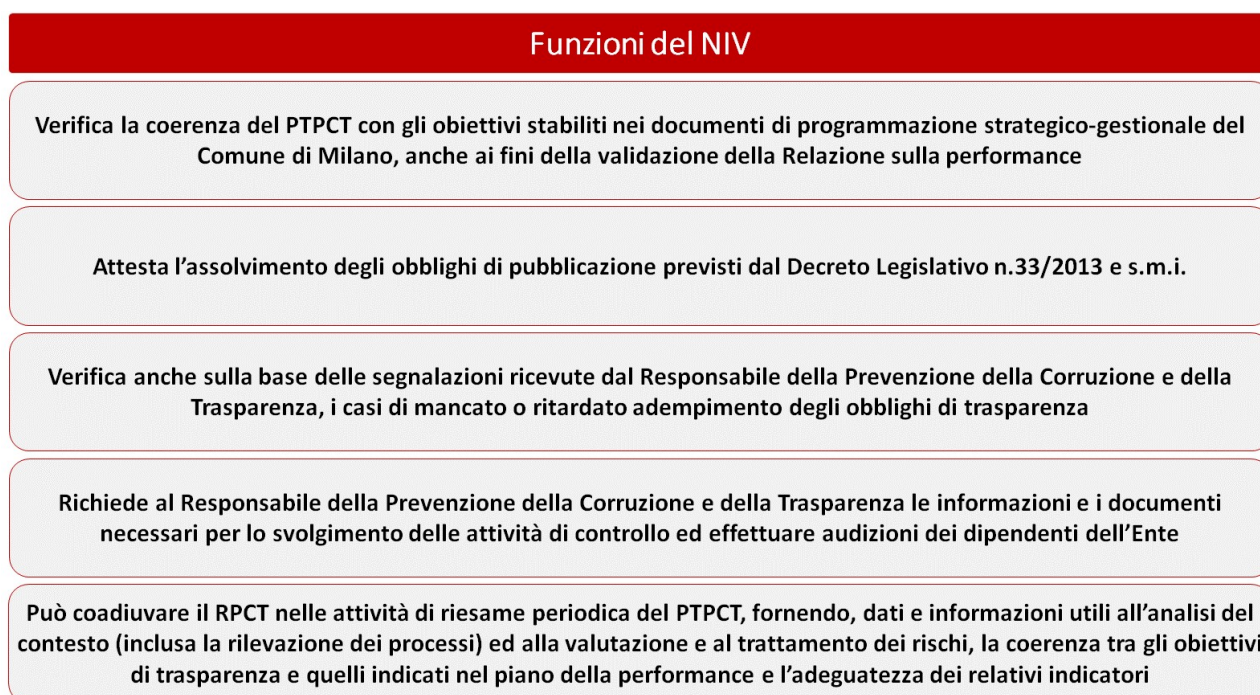 Funzioni del NIV
Verifica la coerenza del PTPCT con gli obiettivi stabiliti nei documenti di programmazione strategico-gestionale del
Comune di Milano, anche ai fini della validazione della Relazione sulla performance
Attesta l’assolvimento degli obblighi di pubblicazione previsti dal Decreto Legislativo n.33/2013 e s.m.i.
Verifica anche sulla base delle segnalazioni ricevute dal Responsabile della Prevenzione della Corruzione e della
Trasparenza, i casi di mancato o ritardato adempimento degli obblighi di trasparenza
Richiede al Responsabile della Prevenzione della Corruzione e della Trasparenza le informazioni e i documenti
necessari per lo svolgimento delle attività di controllo ed effettuare audizioni dei dipendenti dell’Ente
Può coadiuvare il RPCT nelle attività di riesame periodica del PTPCT, fornendo, dati e informazioni utili all’analisi del
contesto (inclusa la rilevazione dei processi) ed alla valutazione e al trattamento dei rischi, la coerenza tra gli obiettivi
di trasparenza e quelli indicati nel piano della performance e l’adeguatezza dei relativi indicatori